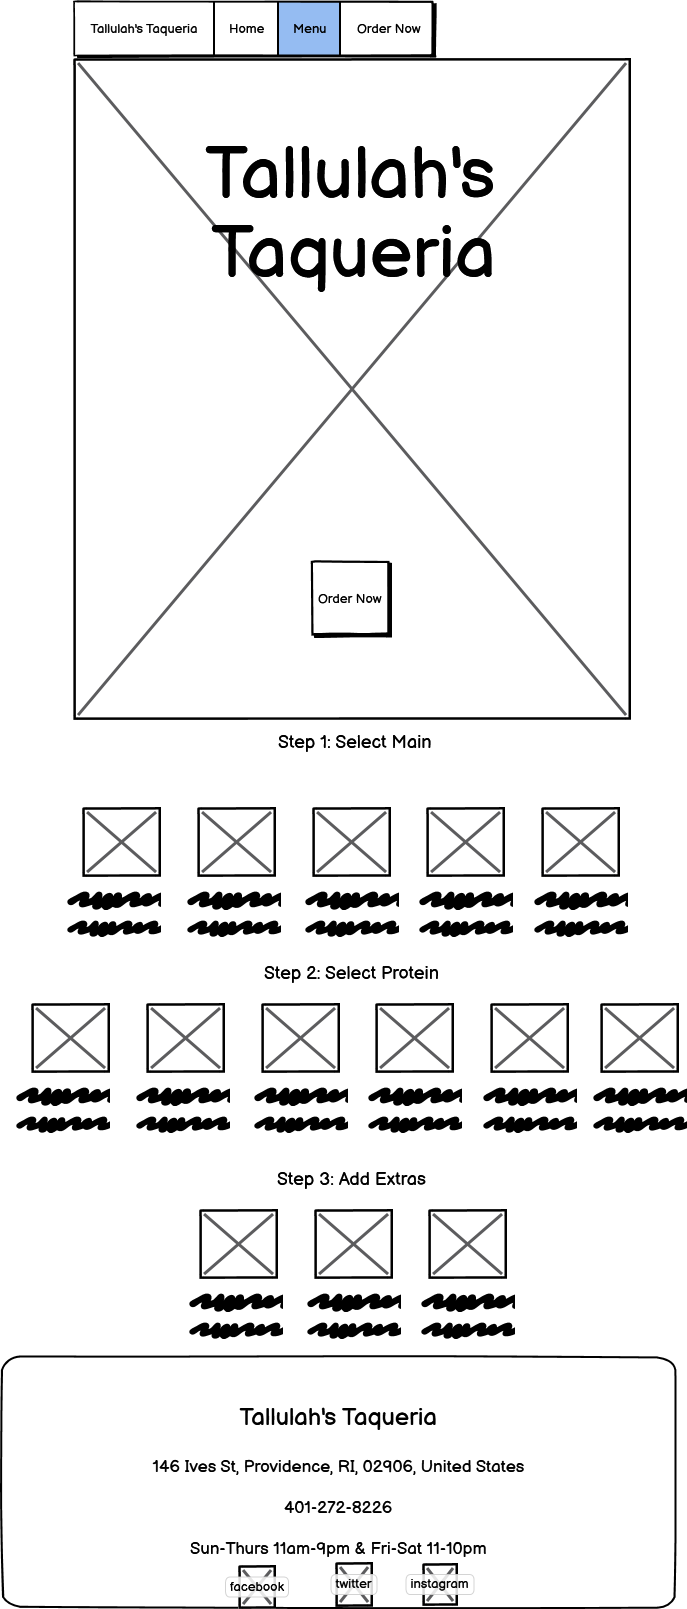 Tallulah's Taqueria Home Menu Order Now
Tallulah's
Taqueria
Order Now
Step 1: Select Main
Step 2: Select Protein
Step 3: Add Extras
Tallulah's Taqueria
146 Ives St, Providence, RI, 02906, United States
401-272-8226
Sun-Thurs 11am-9pm & Fri-Sat 11-10pm
facebook twitter instagram